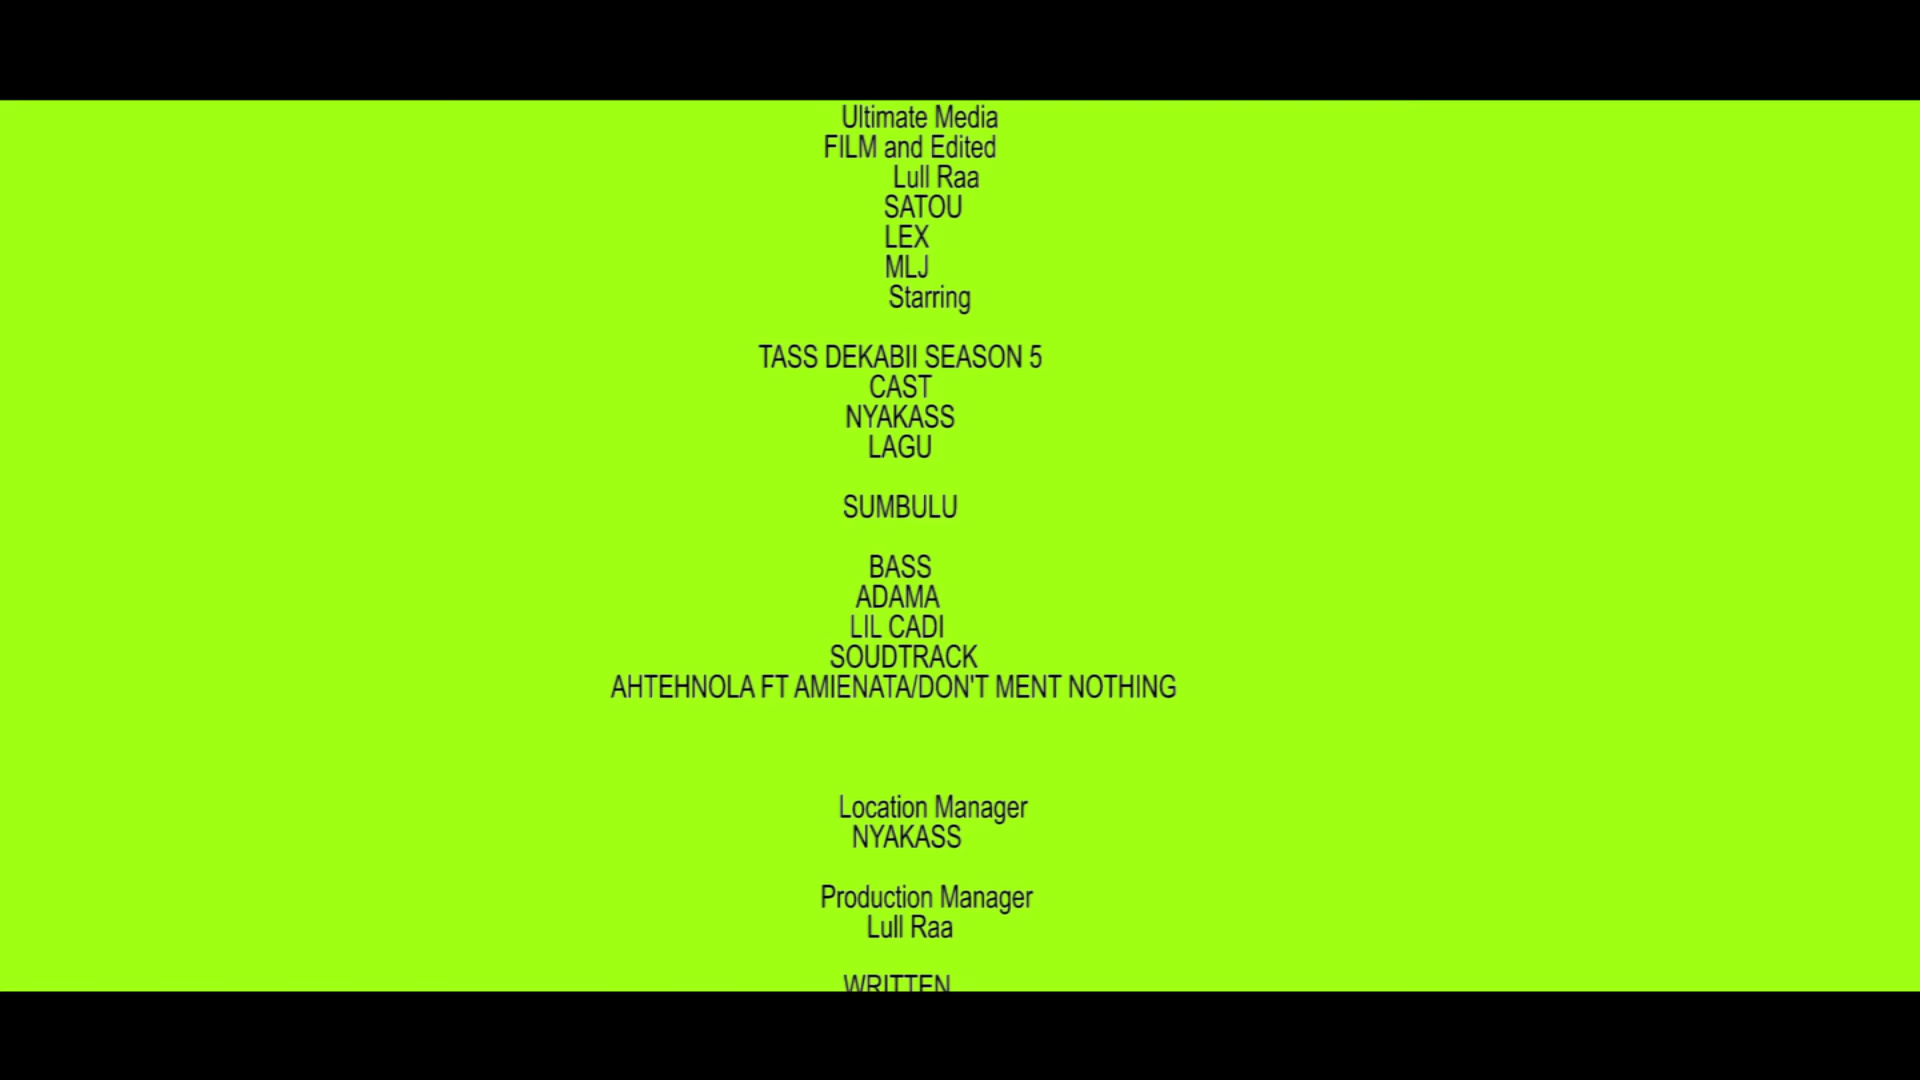 Ultimate Media
FILM and Edited
Lull Raa
SATOU
LEX
MLJ
Starring
TASS DEKABII SEASON 5
CAST
NYAKASS
LAGU
SUMBULU
BASS
ADAMA
LIL CADI
SOUDTRACK
AHTEHNOLA FT AMIENATA/DON'T MENT NOTHING
Location Manager
NYAKASS
Production Manager
Lull Raa
WRITTEN